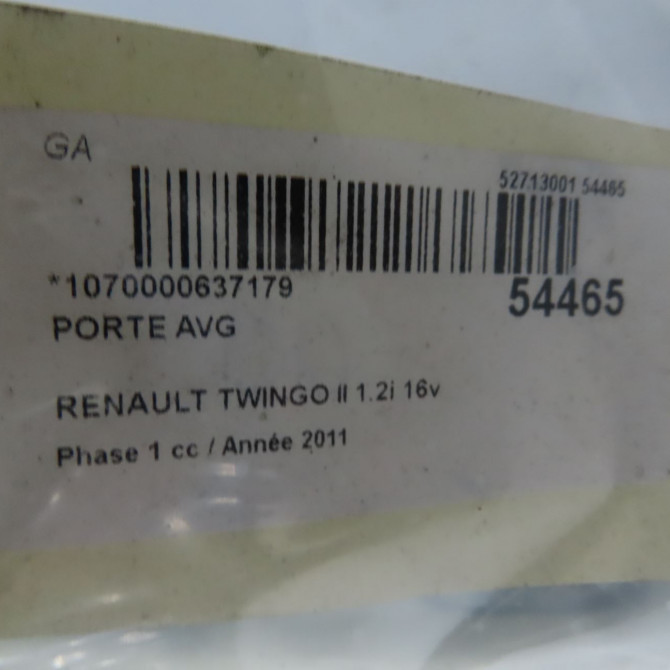 GA
52713001 54465
*1070000637179
54465
PORTE AVG
RENAULT TWINGO II 1.2i 16v
Phase 1 cc / Année 2011